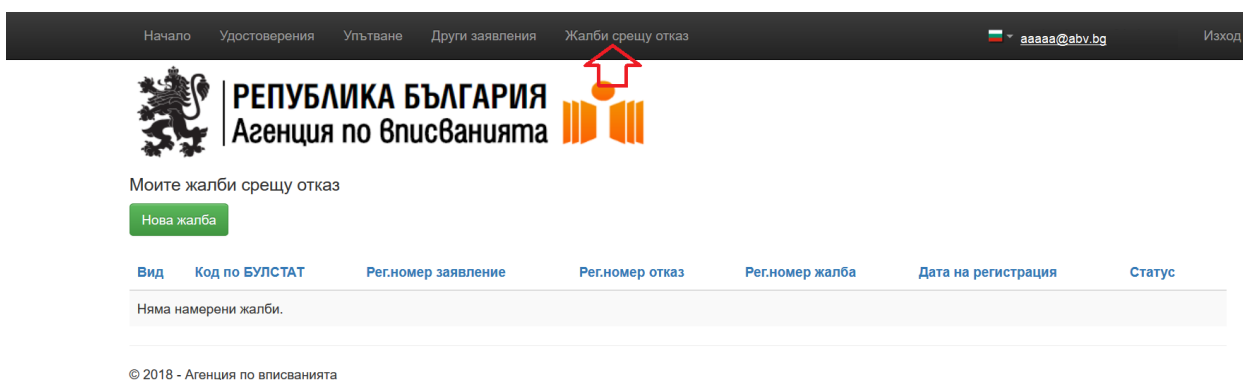 Начало Удостоверения Упътване Други заявления Жалби срещу отказ aaaaa@abv.bg Изход
РЕПУБЛИКА БЪЛГАРИЯ
Агенция по вписванията
Моите жалби срещу отказ
Нова жалба
Вид Код по БУЛСТАТ Рег.номер заявление Рег.номер отказ Рег.номер жалба Дата на регистрация Статус
Няма намерени жалби.
© 2018 - Агенция по вписванията